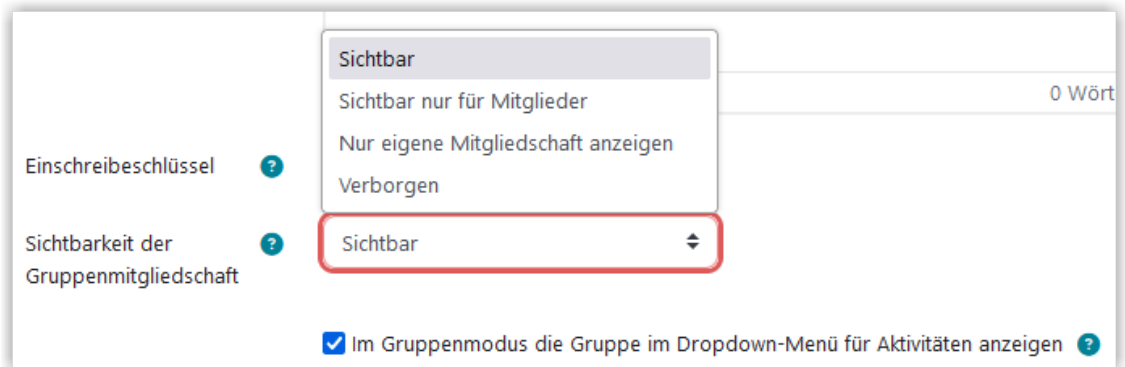 Sichtbar
Sichtbar nur für Mitglieder
0 Wört
Nur eigene Mitgliedschaft anzeigen
Einschreibeschlüssel ?
Verborgen
Sichtbarkeit der ?
Gruppenmitgliedschaft
Sichtbar
Im Gruppenmodus die Gruppe im Dropdown-Menü für Aktivitäten anzeigen ?